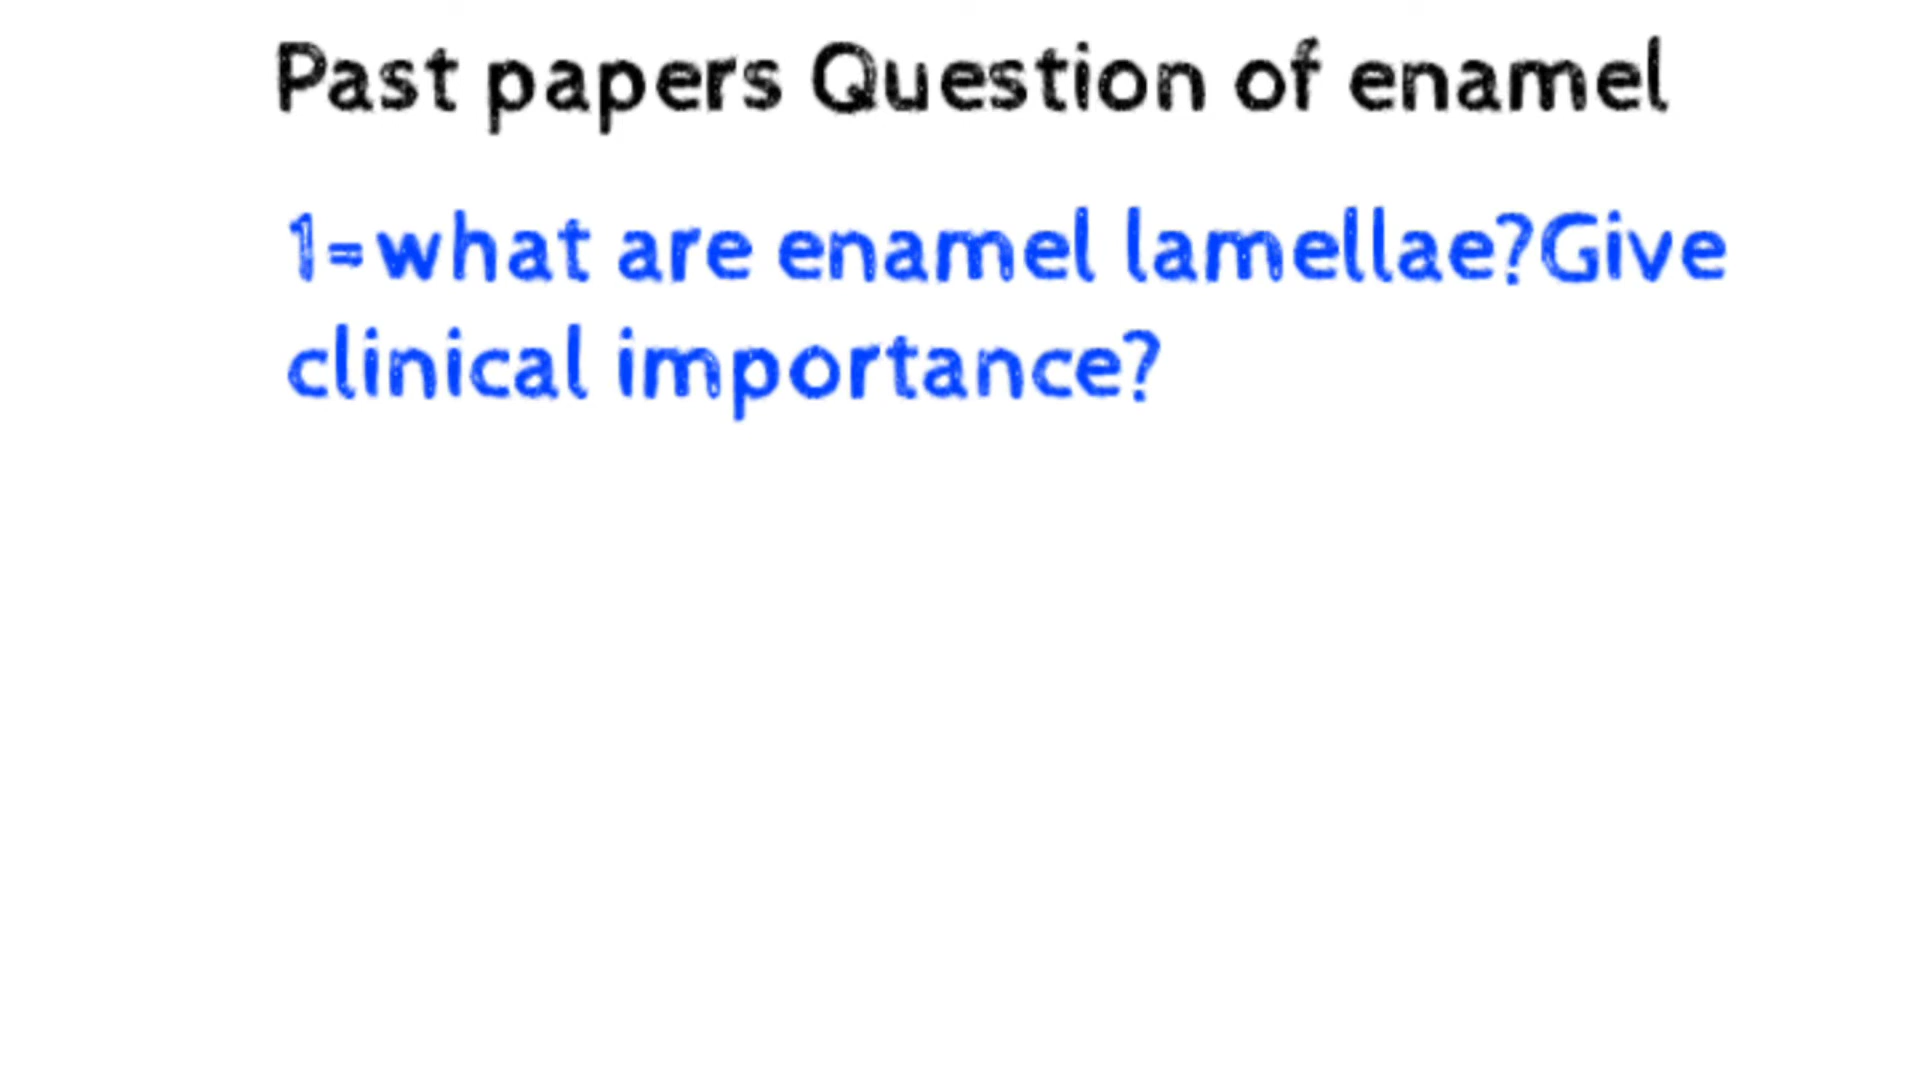 Past papers Question of enamel
1=what are enamel lamellae?Give
clinical importance?